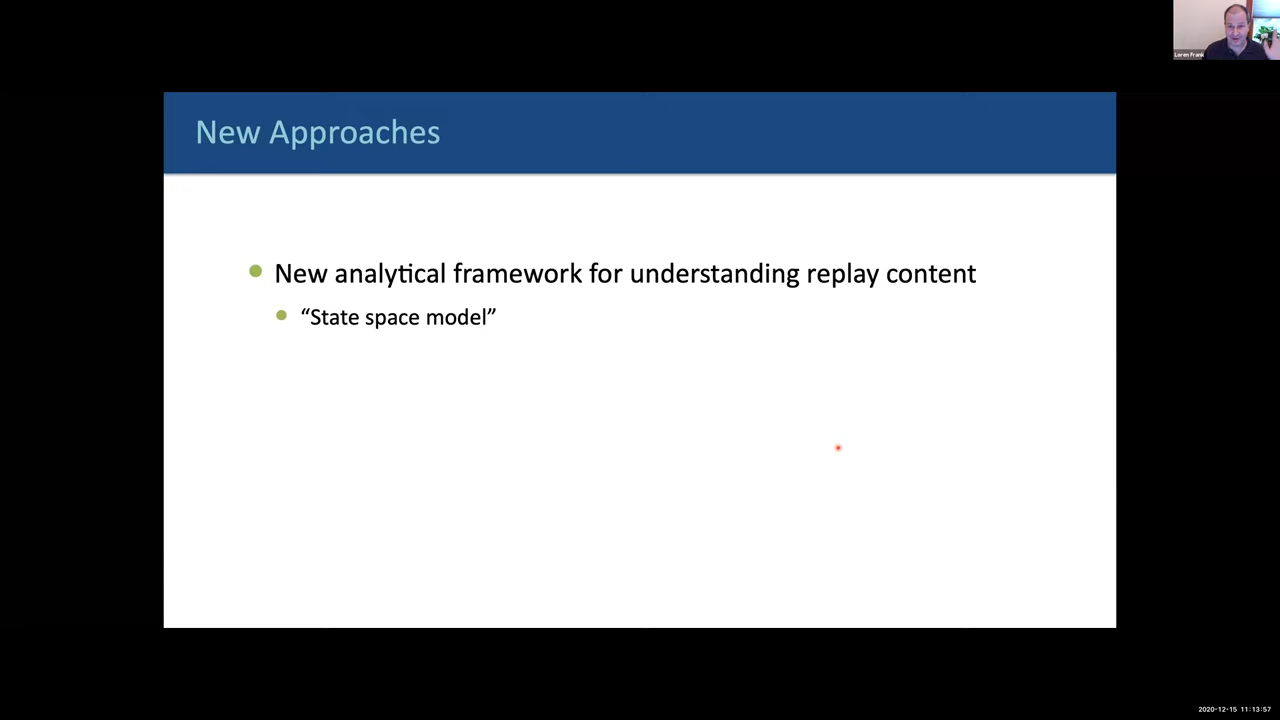 Loren Frank
New Approaches
New analytical framework for understanding replay content
“State space model”
2020-12-15 11:13:57